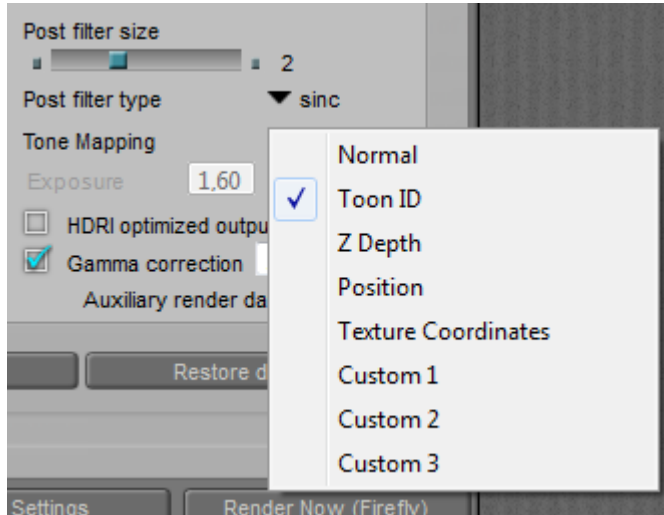 Post filter size
2
Post filter type sinc
Tone Mapping
Exposure 1,60
HDRI optimized outpu
Gamma correction
Auxiliary render da
Restore d
Settings
Render Now (Firefly)
Normal
Toon ID
Z Depth
Position
Texture Coordinates
Custom 1
Custom 2
Custom 3